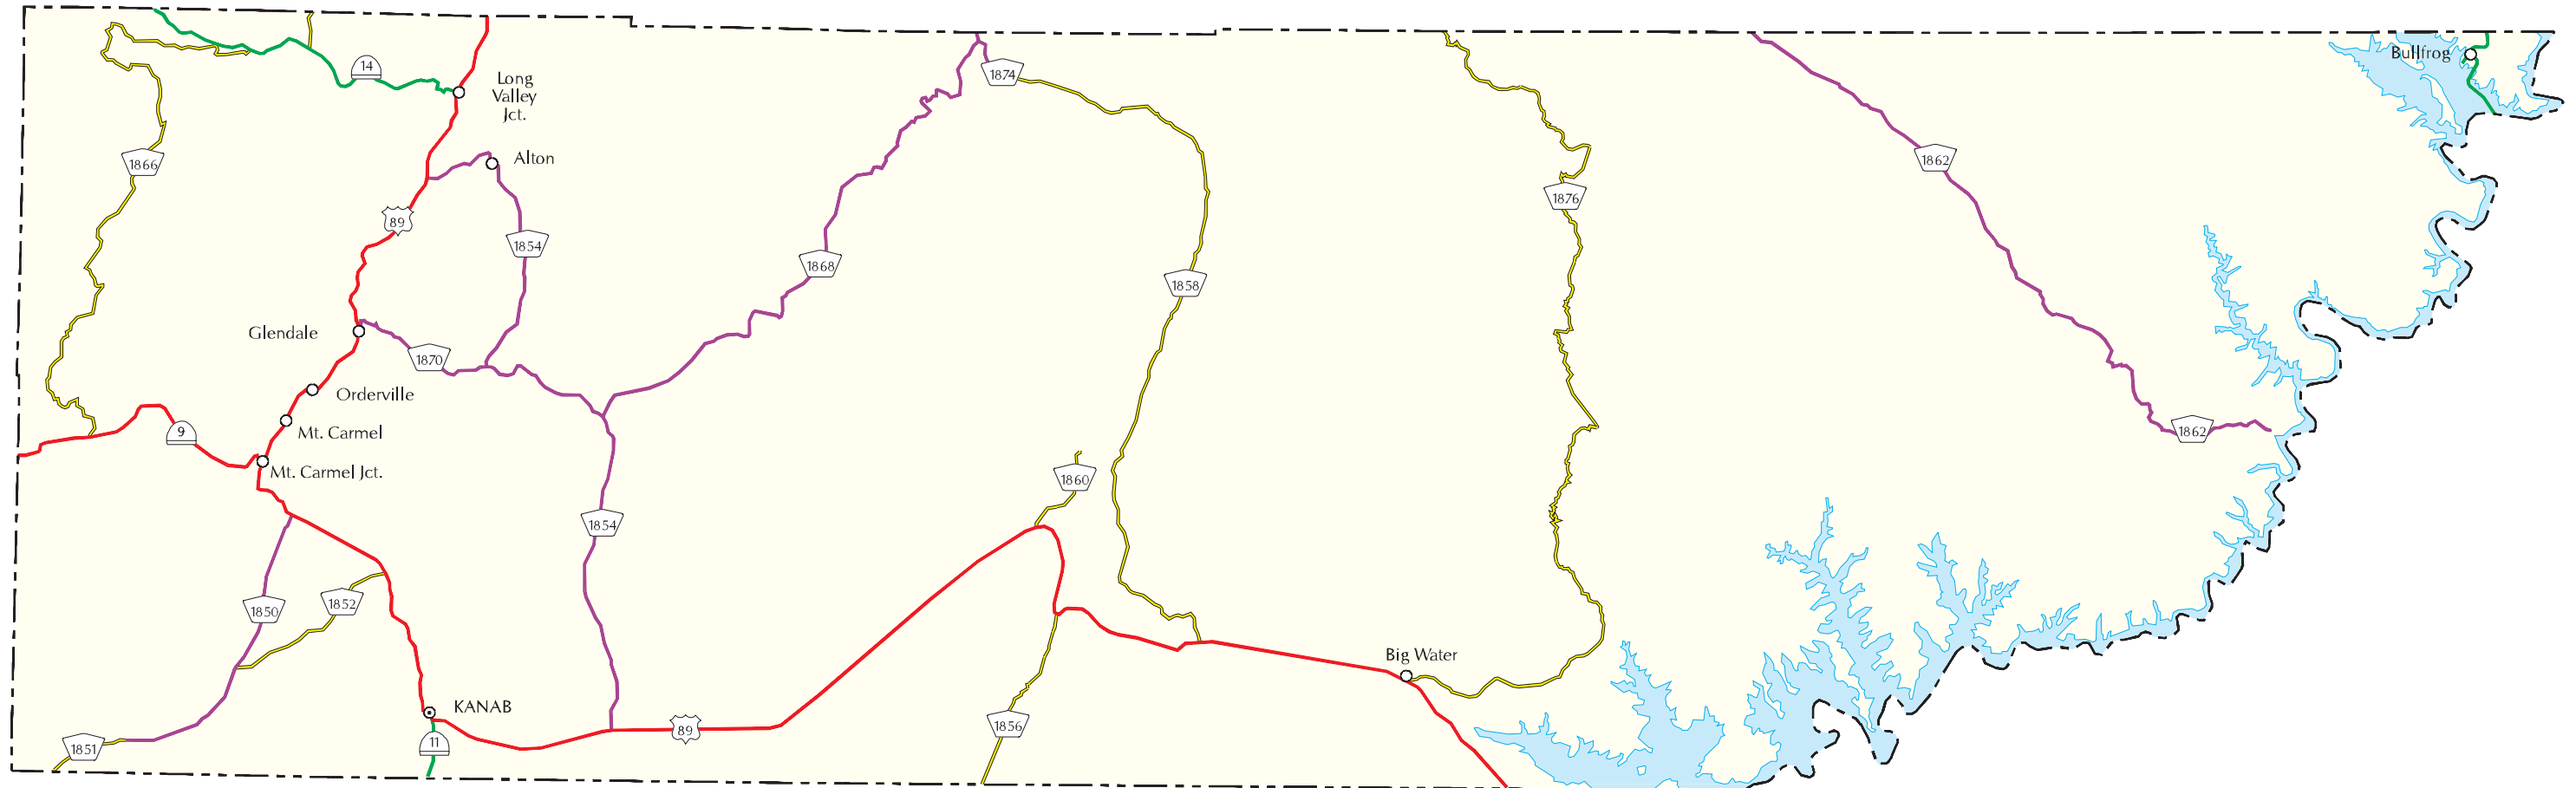 Bullfrog
14
1874
Long
Valley
Jct.
1866
Alton
1862
1876
89
1854
1868
1858
Glendale
1870
Orderville
9
Mt. Carmel
1862
Mt. Carmel Jct.
1860
1854
1850
1852
Big Water
KANAB
1856
89
11
1851